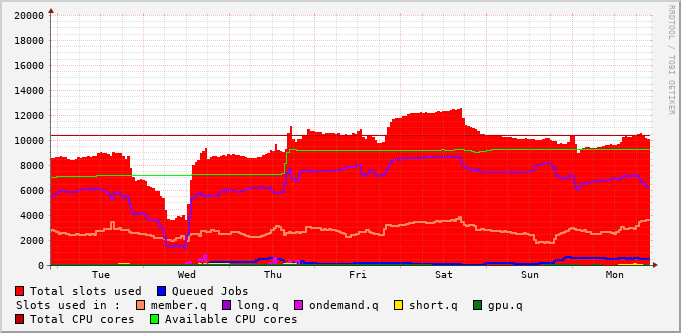 RRDTOOL / TOBI OETIKER
20000
18000
16000
14000
12000
10000
8000
6000
4000
2000
0
Tue Wed Thu Fri Sat Sun Mon
Total slots used Queued Jobs
Slots used in : member.q long.q ondemand.q short.q gpu.q
Total CPU cores Available CPU cores